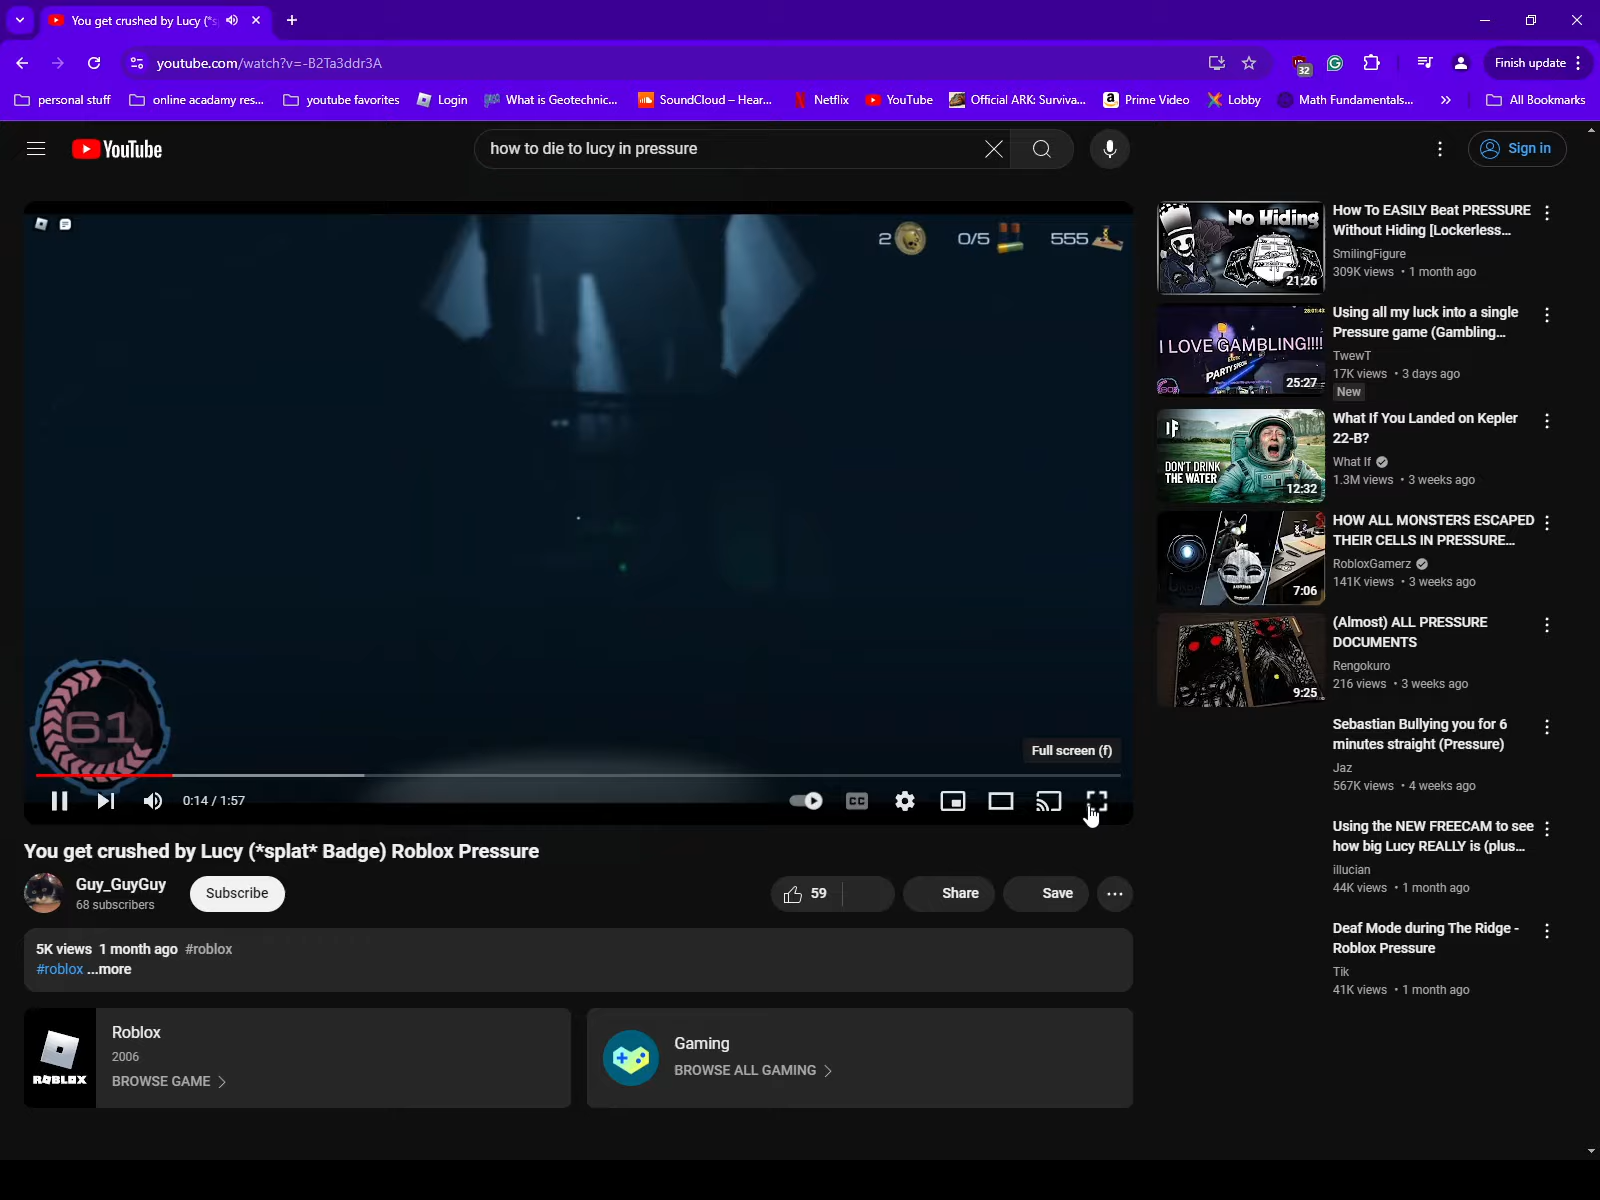 You get crushed by Lucy (*s
youtube.com/watch?v=-B2Ta3ddr3A
32
Finish update
personal stuff
online acadamy res...
youtube favorites
Login
What is Geotechnic...
SoundCloud – Hear...
Netflix
YouTube
Official ARK: Surviva...
Prime Video
Lobby
Math Fundamentals...
All Bookmarks
YouTube
how to die to lucy in pressure
Sign in
2
0/5
555
61
Full screen (f)
0:14 / 1:57
CC
You get crushed by Lucy (*splat* Badge) Roblox Pressure
Guy_GuyGuy
68 subscribers
Subscribe
59
Share
Save
5K views 1 month ago #roblox
#roblox ...more
ROBLOX
Roblox
2006
BROWSE GAME
Gaming
BROWSE ALL GAMING
No Hiding
21:26
How To EASILY Beat PRESSURE
Without Hiding [Lockerless...
SmilingFigure
309K views • 1 month ago
I LOVE GAMBLING!!!!
PARTY SPECIAL
25:27
Using all my luck into a single
Pressure game (Gambling...
TwewT
17K views • 3 days ago
New
IF
DON'T DRINK
THE WATER
12:32
What If You Landed on Kepler
22-B?
What If
1.3M views • 3 weeks ago
7:06
HOW ALL MONSTERS ESCAPED
THEIR CELLS IN PRESSURE...
RobloxGamerz
141K views • 3 weeks ago
9:25
(Almost) ALL PRESSURE
DOCUMENTS
Rengokuro
216 views • 3 weeks ago
Sebastian Bullying you for 6
minutes straight (Pressure)
Jaz
567K views • 4 weeks ago
Using the NEW FREECAM to see
how big Lucy REALLY is (plus...
illucian
44K views • 1 month ago
Deaf Mode during The Ridge -
Roblox Pressure
Tik
41K views • 1 month ago